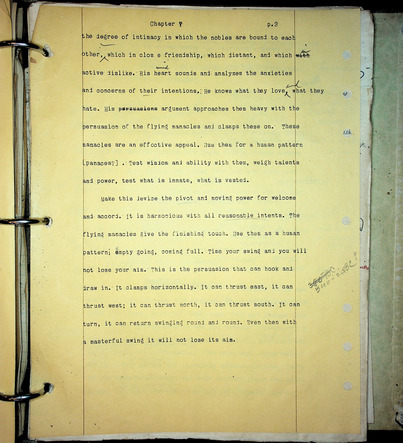 Chapter 7 p.2
the degree of intimacy in which the nobles are bound to each
other, which in close friendship, which distant, and which with in
active dislike. His heart sounds and analyzes the anxieties
mind
and concerns of their intentions. He knows what they love, and what they
hate. His persuasions argument approaches then heavy with the
persuasion of the flying manacles and clamps these on. These
manacles are an effective appeal. Use them for a human pattern
[panacea?]. Test wisdom and ability with them, weigh talents
and power, test what is innate, what is vested.
Make this device the pivot and moving power for welcome
and accord. It is harmonious with all reasonable intents. The
flying manacles give the finishing touch. Use them as a human
pattern; empty going, coming full. Time your swing and you will
not lose your aim. This is the persuasion that can hook and
draw in. It clamps horizontally. It can thrust east, it can
thrust west; it can thrust north, it can thrust south. It can
turn, it can return swinging round and round. Even then with
a masterful swing it will not lose its aim.